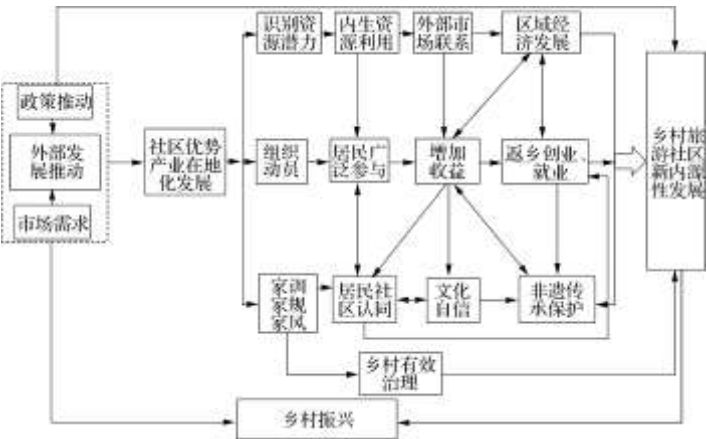 识别资
源潜力
内生资
源利用
外部市
场联系
区域经
济发展
政策推动
外部发
展推动
市场需求
社区优势
产业在地
化发展
组织
动员
居民广
泛参与
增加
收益
返乡创业、
就业
乡村旅
游社区
新内源
性发展
家训
家规
家风
居民社
区认同
文化
自信
非遗传
承保护
乡村有效
治理
乡村振兴